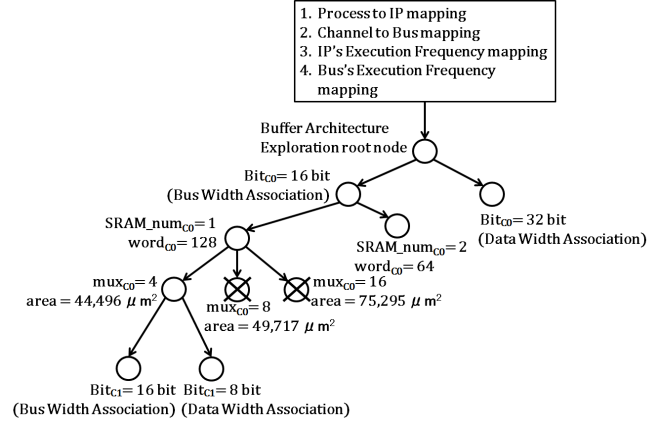 1. Process to IP mapping
2. Channel to Bus mapping
3. IP's Execution Frequency mapping
4. Bus's Execution Frequency
mapping
Buffer Architecture
Exploration root node
Bit_C0= 16 bit
(Bus Width Association)
Bit_C0= 32 bit
(Data Width Association)
SRAM_num_C0= 1
word_C0= 128
SRAM_num_C0= 2
word_C0= 64
mux_C0= 4
area = 44,496 μm²
mux_C0= 8
area = 49,717 μm²
mux_C0= 16
area = 75,295 μm²
Bit_C1= 16 bit
(Bus Width Association)
Bit_C1= 8 bit
(Data Width Association)